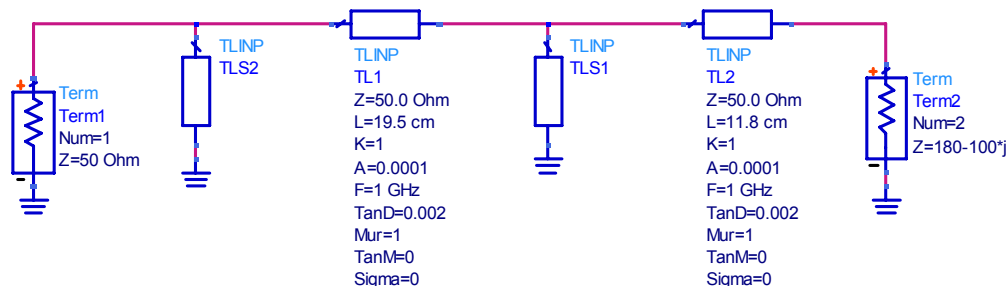 +
Term
Term1
Num=1
Z=50 Ohm
-
TLINP
TLS2
TLINP
TL1
Z=50.0 Ohm
L=19.5 cm
K=1
A=0.0001
F=1 GHz
TanD=0.002
Mur=1
TanM=0
Sigma=0
TLINP
TLS1
TLINP
TL2
Z=50.0 Ohm
L=11.8 cm
K=1
A=0.0001
F=1 GHz
TanD=0.002
Mur=1
TanM=0
Sigma=0
+
Term
Term2
Num=2
Z=180-100*j
-